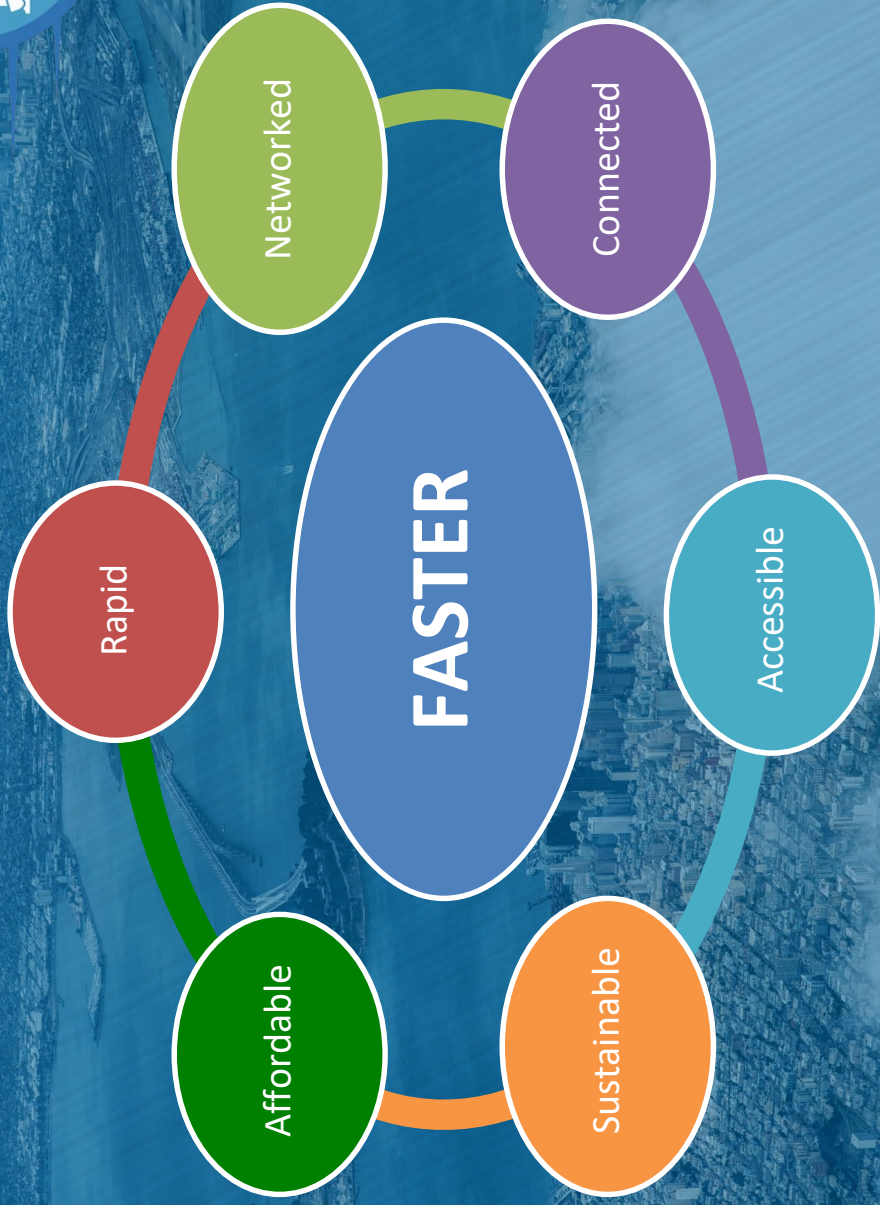 Rapid
Networked
Connected
Accessible
Sustainable
Affordable
FASTER